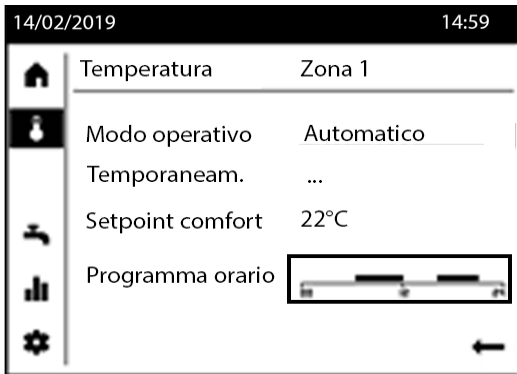 14/02/2019 14:59
Temperatura Zona 1
Modo operativo Automatico
Temporaneam. ...
Setpoint comfort 22°C
Programma orario